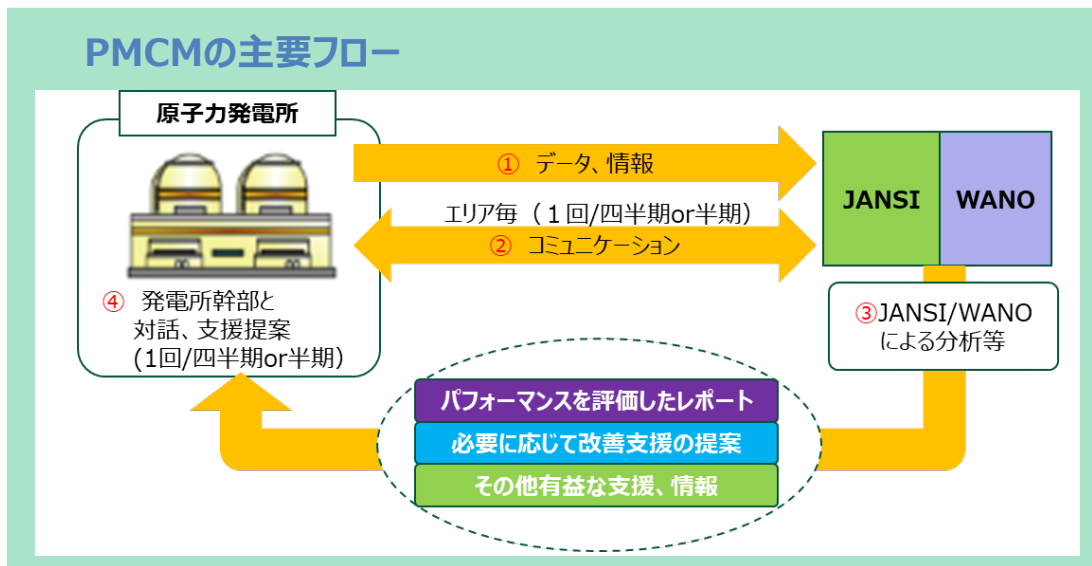 PMCMの主要フロー
原子力発電所
① データ、情報
エリア毎（１回/四半期or半期）
② コミュニケーション
JANSI
WANO
③JANSI/WANO
による分析等
④ 発電所幹部と
対話、支援提案
(1回/四半期or半期）
パフォーマンスを評価したレポート
必要に応じて改善支援の提案
その他有益な支援、情報